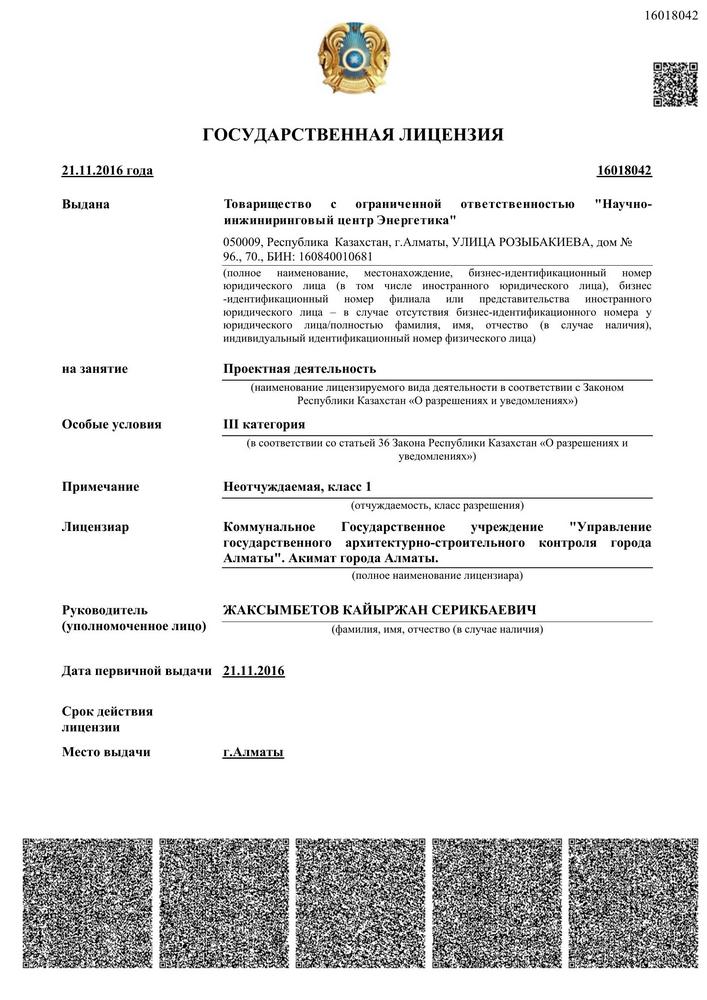 16018042
ГОСУДАРСТВЕННАЯ ЛИЦЕНЗИЯ
21.11.2016 года 16018042
Выдана Товарищество с ограниченной ответственностью "Научно-
инжиниринговый центр Энергетика"
050009, Республика Казахстан, г.Алматы, УЛИЦА РОЗЫБАКИЕВА, дом №
96., 70., БИН: 160840010681
(полное наименование, местонахождение, бизнес-идентификационный номер
юридического лица (в том числе иностранного юридического лица), бизнес
-идентификационный номер филиала или представительства иностранного
юридического лица – в случае отсутствия бизнес-идентификационного номера у
юридического лица/полностью фамилия, имя, отчество (в случае наличия),
индивидуальный идентификационный номер физического лица)
на занятие Проектная деятельность
(наименование лицензируемого вида деятельности в соответствии с Законом
Республики Казахстан «О разрешениях и уведомлениях»)
Особые условия III категория
(в соответствии со статьей 36 Закона Республики Казахстан «О разрешениях и
уведомлениях»)
Примечание Неотчуждаемая, класс 1
(отчуждаемость, класс разрешения)
Лицензиар Коммунальное Государственное учреждение "Управление
государственного архитектурно-строительного контроля города
Алматы". Акимат города Алматы.
(полное наименование лицензиара)
Руководитель ЖАКСЫМБЕТОВ КАЙЫРЖАН СЕРИКБАЕВИЧ
(уполномоченное лицо) (фамилия, имя, отчество (в случае наличия)
Дата первичной выдачи 21.11.2016
Срок действия
лицензии
Место выдачи г.Алматы